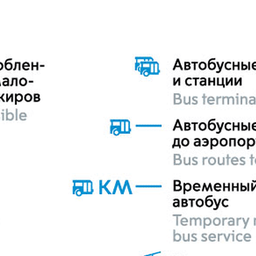 облен-
ало-
жиров
ible
Автобусные
и станции
Bus termina
Автобусные
до аэропор
Bus routes t
КМ
Временный
автобус
Temporary
bus service